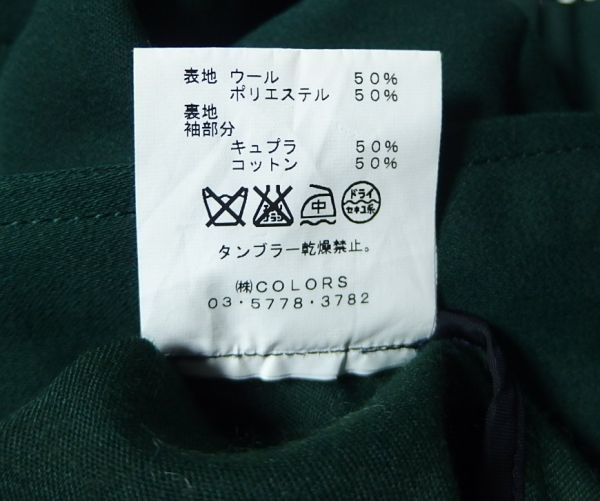 表地 ウール 50%
ポリエステル 50%
裏地
袖部分
キュプラ 50%
コットン 50%
中 ドライ
セキユ系
タンブラー乾燥禁止。
㈱COLORS
03・5778・3782